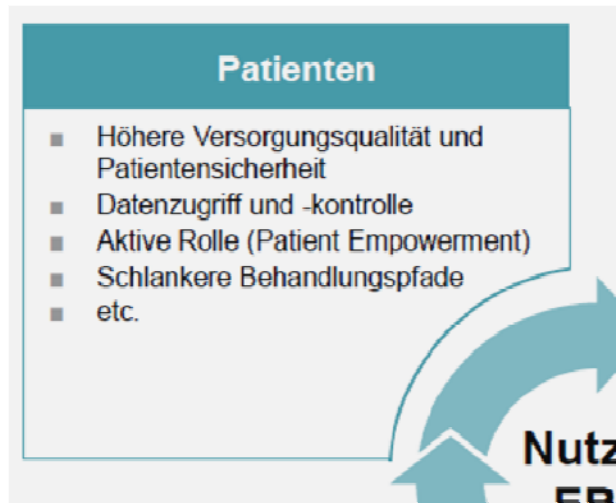 Patienten
Höhere Versorgungsqualität und
Patientensicherheit
Datenzugriff und -kontrolle
Aktive Rolle (Patient Empowerment)
Schlankere Behandlungspfade
etc.
Nutz